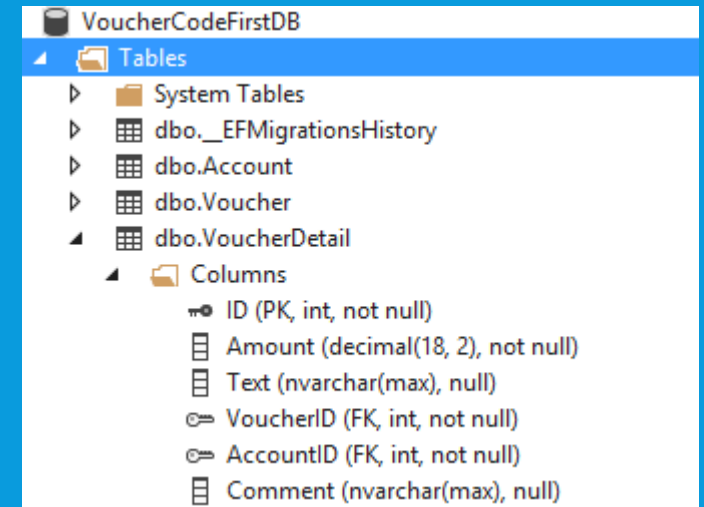 VoucherCodeFirstDB
Tables
System Tables
dbo.__EFMigrationsHistory
dbo.Account
dbo.Voucher
dbo.VoucherDetail
Columns
ID (PK, int, not null)
Amount (decimal(18, 2), not null)
Text (nvarchar(max), null)
VoucherID (FK, int, not null)
AccountID (FK, int, not null)
Comment (nvarchar(max), null)